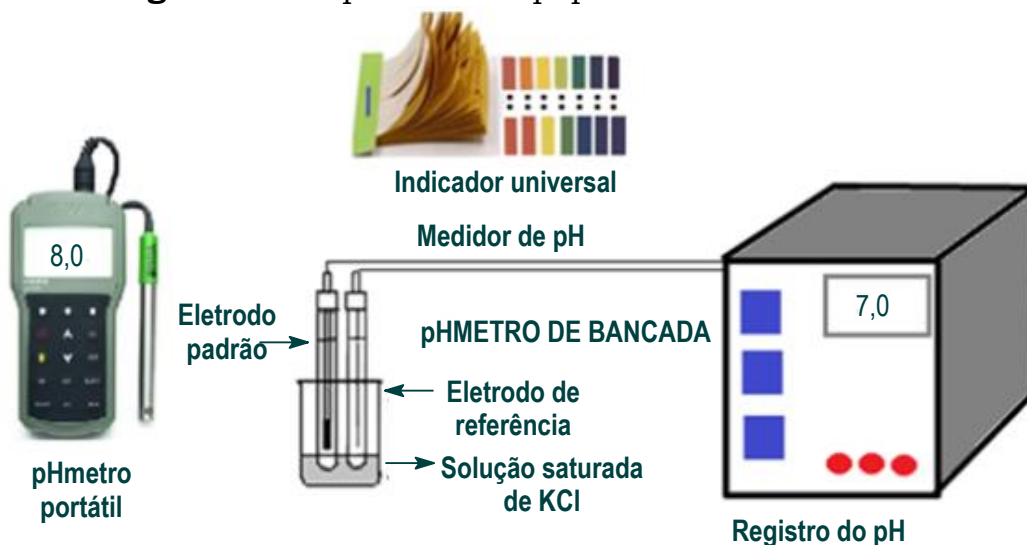 Indicador universal
Medidor de pH
8,0
7,0
Eletrodo
padrão
pHMETRO DE BANCADA
Eletrodo de
referência
Solução saturada
de KCl
pHmetro
portátil
Registro do pH